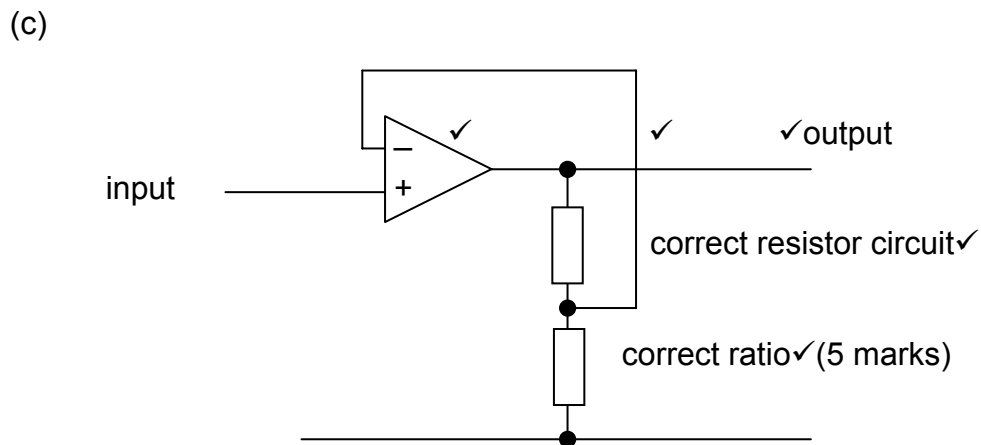 (c)
✓
✓
✓output
−
input
+
correct resistor circuit✓
correct ratio✓(5 marks)